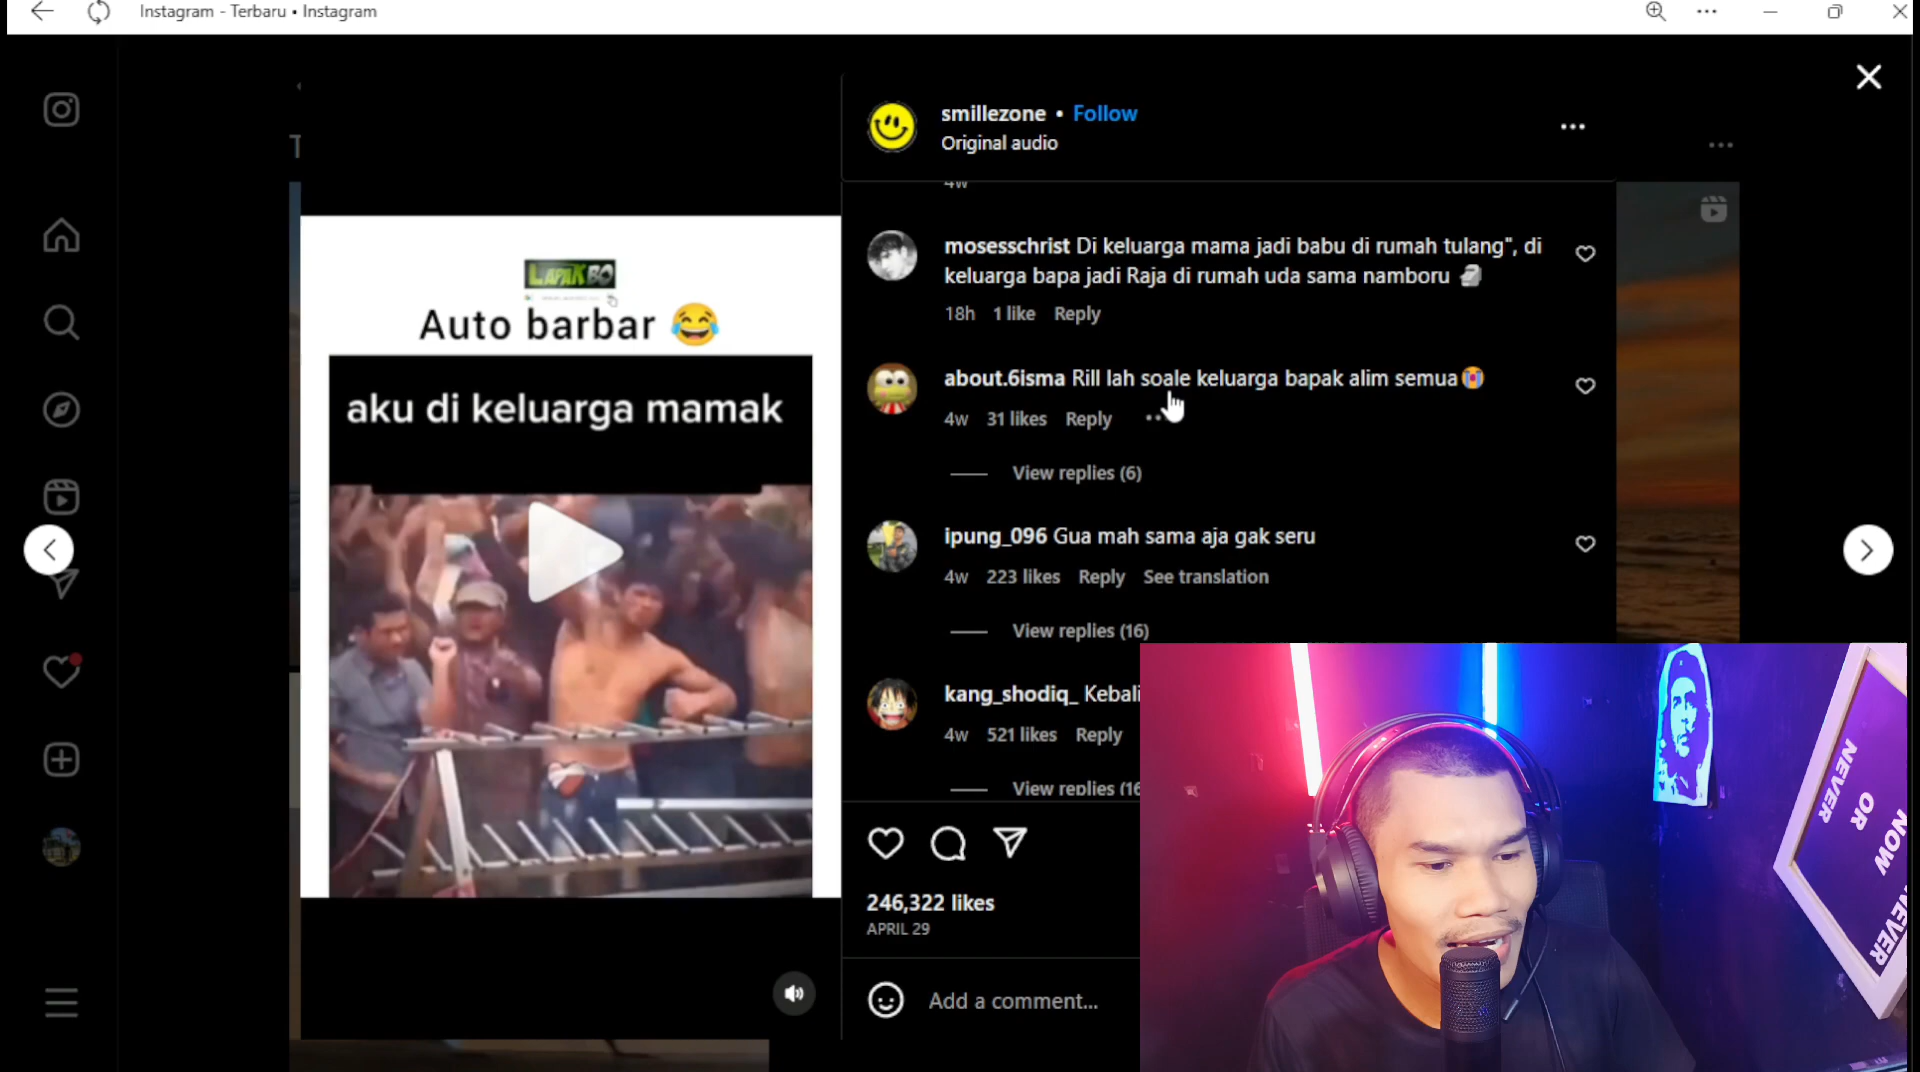 Instagram - Terbaru • Instagram
smillezone • Follow
Original audio
4w
LAPAKBO
Auto barbar 😂
aku di keluarga mamak
mosesschrist Di keluarga mama jadi babu di rumah tulang", di
keluarga bapa jadi Raja di rumah uda sama namboru 🗿
18h 1 like Reply
about.6isma Rill lah soale keluarga bapak alim semua😭
4w 31 likes Reply
View replies (6)
ipung_096 Gua mah sama aja gak seru
4w 223 likes Reply See translation
View replies (16)
kang_shodiq_ Kebali
4w 521 likes Reply
View replies (16
246,322 likes
APRIL 29
Add a comment...
NEVER
OR
NOW
NEVER